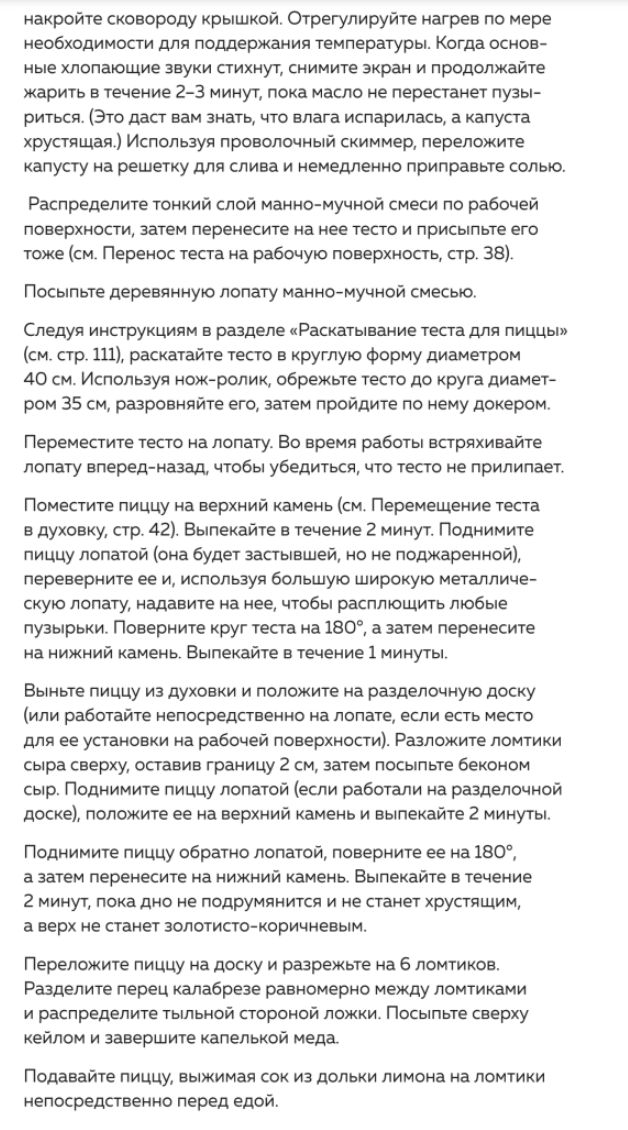 накройте сковороду крышкой. Отрегулируйте нагрев по мере
необходимости для поддержания температуры. Когда основ-
ные хлопающие звуки стихнут, снимите экран и продолжайте
жарить в течение 2–3 минут, пока масло не перестанет пузы-
риться. (Это даст вам знать, что влага испарилась, а капуста
хрустящая.) Используя проволочный скиммер, переложите
капусту на решетку для слива и немедленно приправьте солью.
Распределите тонкий слой манно-мучной смеси по рабочей
поверхности, затем перенесите на нее тесто и присыпьте его
тоже (см. Перенос теста на рабочую поверхность, стр. 38).
Посыпьте деревянную лопату манно-мучной смесью.
Следуя инструкциям в разделе «Раскатывание теста для пиццы»
(см. стр. 111), раскатайте тесто в круглую форму диаметром
40 см. Используя нож-ролик, обрежьте тесто до круга диамет-
ром 35 см, разровняйте его, затем пройдите по нему докером.
Переместите тесто на лопату. Во время работы встряхивайте
лопату вперед-назад, чтобы убедиться, что тесто не прилипает.
Поместите пиццу на верхний камень (см. Перемещение теста
в духовку, стр. 42). Выпекайте в течение 2 минут. Поднимите
пиццу лопатой (она будет застывшей, но не поджаренной),
переверните ее и, используя большую широкую металличе-
скую лопату, надавите на нее, чтобы расплющить любые
пузырьки. Поверните круг теста на 180°, а затем перенесите
на нижний камень. Выпекайте в течение 1 минуты.
Выньте пиццу из духовки и положите на разделочную доску
(или работайте непосредственно на лопате, если есть место
для ее установки на рабочей поверхности). Разложите ломтики
сыра сверху, оставив границу 2 см, затем посыпьте беконом
сыр. Поднимите пиццу лопатой (если работали на разделочной
доске), положите ее на верхний камень и выпекайте 2 минуты.
Поднимите пиццу обратно лопатой, поверните ее на 180°,
а затем перенесите на нижний камень. Выпекайте в течение
2 минут, пока дно не подрумянится и не станет хрустящим,
а верх не станет золотисто-коричневым.
Переложите пиццу на доску и разрежьте на 6 ломтиков.
Разделите перец калабрезе равномерно между ломтиками
и распределите тыльной стороной ложки. Посыпьте сверху
кейлом и завершите капелькой меда.
Подавайте пиццу, выжимая сок из дольки лимона на ломтики
непосредственно перед едой.